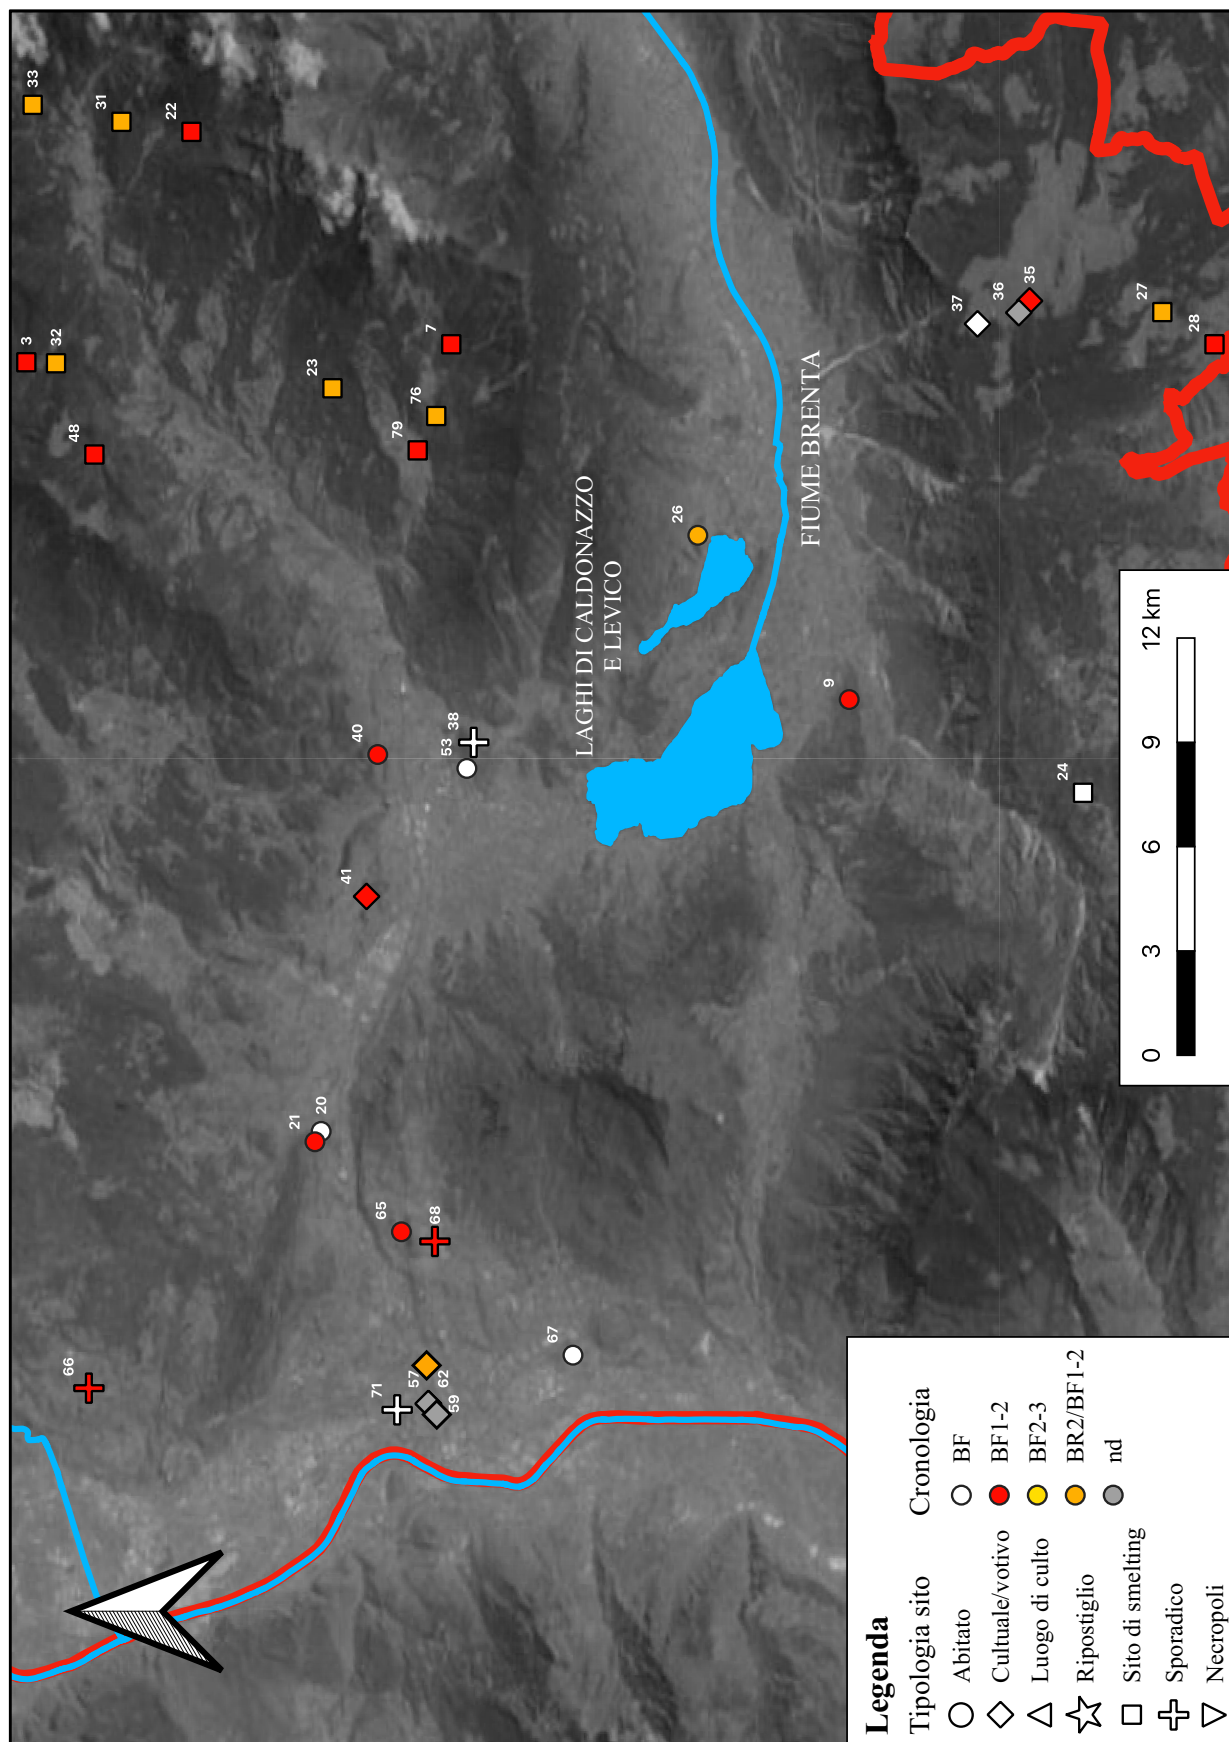 66
71
57
62
59
67
65
68
21
20
41
40
53
38
48
3
32
33
31
22
23
79
76
7
26
9
24
37
36
35
27
28
LAGHI DI CALDONAZZO
E LEVICO
FIUME BRENTA
Legenda
Tipologia sito
Abitato
Cultuale/votivo
Luogo di culto
Ripostiglio
Sito di smelting
Sporadico
Necropoli
Cronologia
BF
BF1-2
BF2-3
BR2/BF1-2
nd
0 3 6 9 12 km